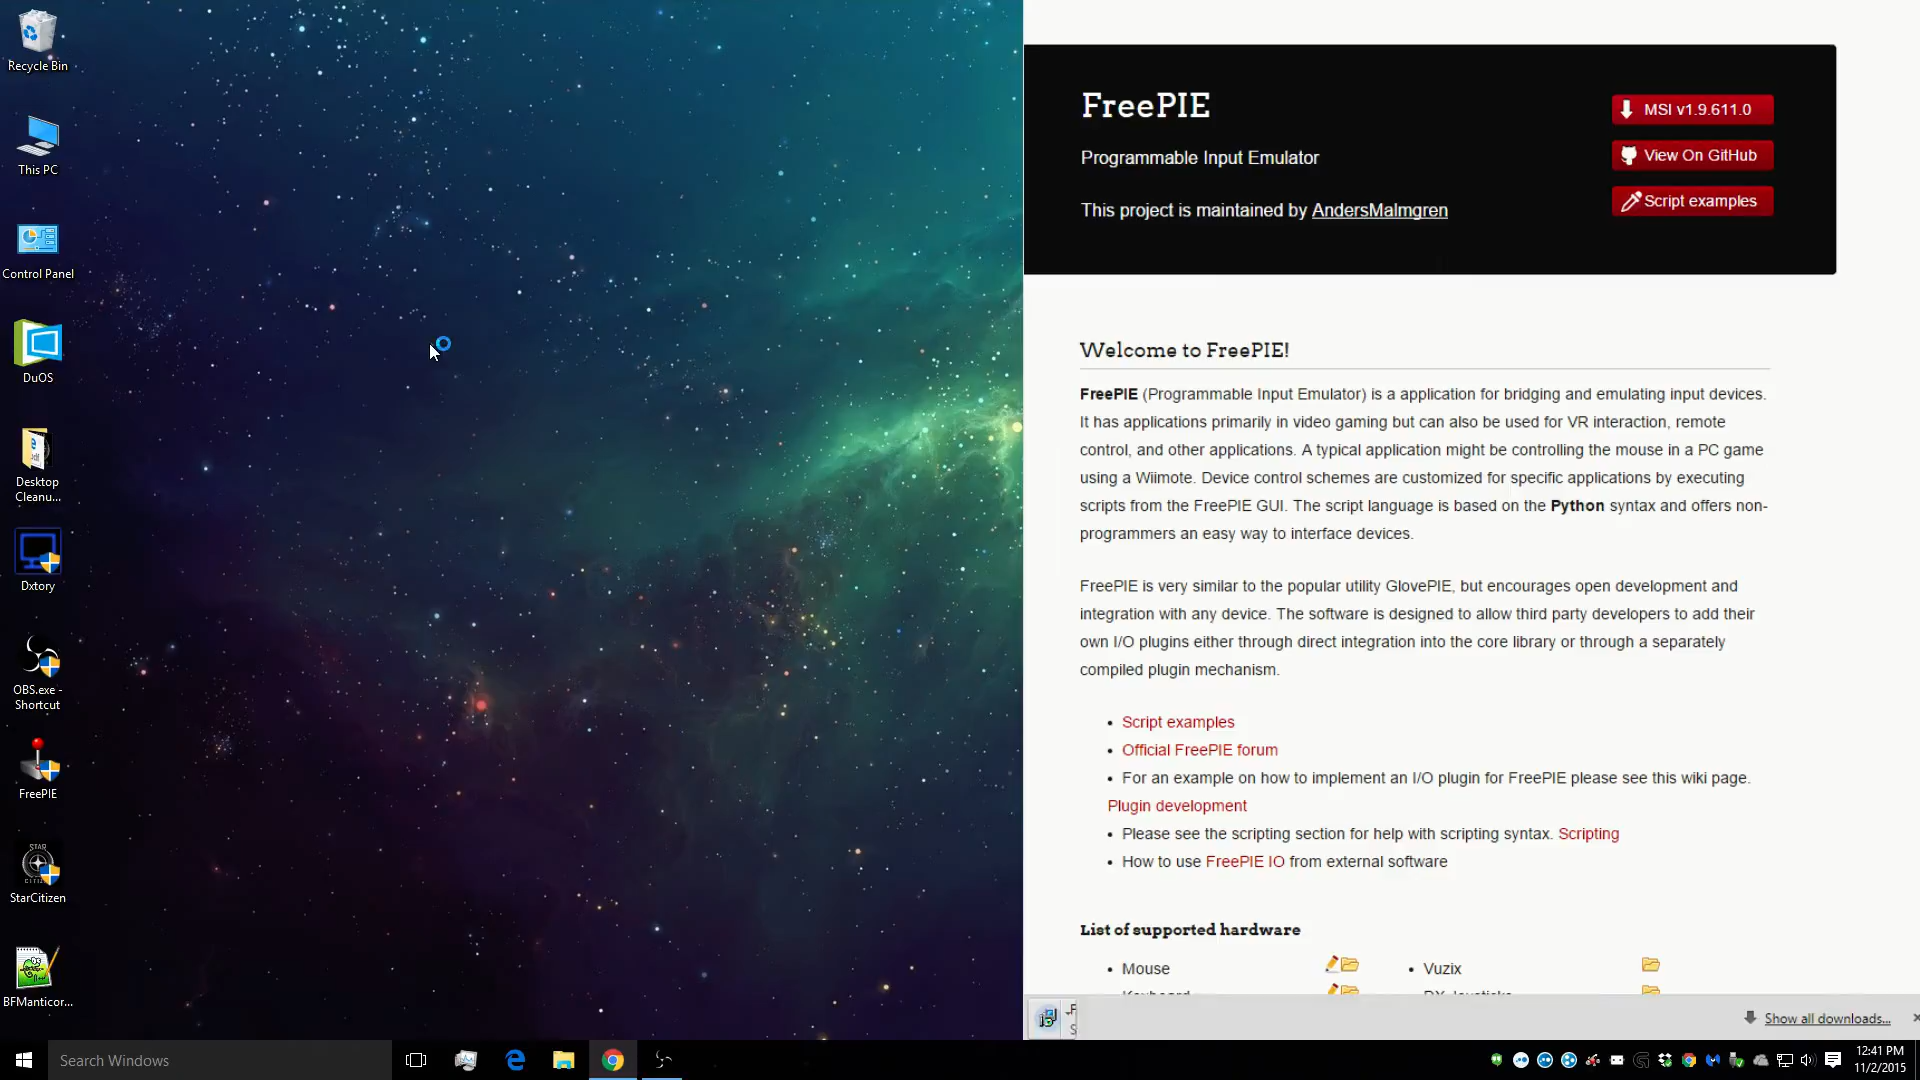 Recycle Bin
This PC
Control Panel
DuOS
Desktop
Cleanu...
Dxtory
OBS.exe -
Shortcut
FreePIE
StarCitizen
BFManticor...
FreePIE
Programmable Input Emulator
This project is maintained by AndersMalmgren
MSI v1.9.611.0
View On GitHub
Script examples
Welcome to FreePIE!
FreePIE (Programmable Input Emulator) is a application for bridging and emulating input devices.
It has applications primarily in video gaming but can also be used for VR interaction, remote
control, and other applications. A typical application might be controlling the mouse in a PC game
using a Wiimote. Device control schemes are customized for specific applications by executing
scripts from the FreePIE GUI. The script language is based on the Python syntax and offers non-
programmers an easy way to interface devices.
FreePIE is very similar to the popular utility GlovePIE, but encourages open development and
integration with any device. The software is designed to allow third party developers to add their
own I/O plugins either through direct integration into the core library or through a separately
compiled plugin mechanism.
• Script examples
• Official FreePIE forum
• For an example on how to implement an I/O plugin for FreePIE please see this wiki page.
Plugin development
• Please see the scripting section for help with scripting syntax. Scripting
• How to use FreePIE IO from external software
List of supported hardware
• Mouse
• Vuzix
Show all downloads...
Search Windows
12:41 PM
11/2/2015